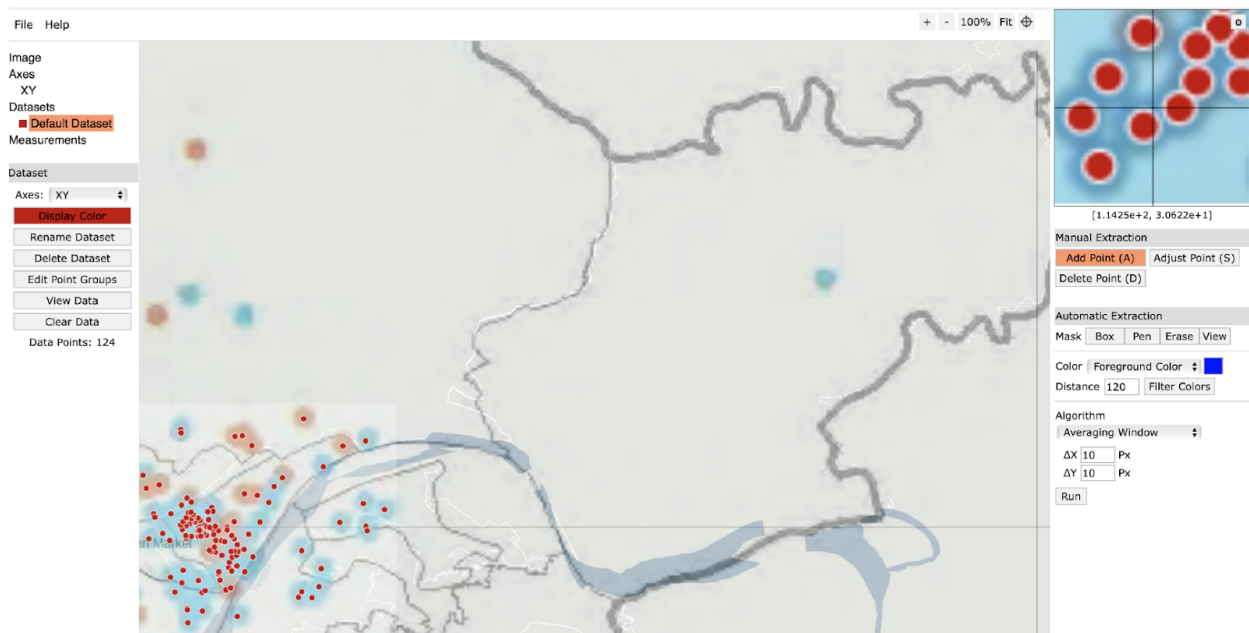 File Help
+ - 100% Fit
Image
Axes
XY
Datasets
Default Dataset
Measurements
Dataset
Axes: XY
Display Color
Rename Dataset
Delete Dataset
Edit Point Groups
View Data
Clear Data
Data Points: 124
an Market
[1.1425e+2, 3.0622e+1]
Manual Extraction
Add Point (A) Adjust Point (S)
Delete Point (D)
Automatic Extraction
Mask Box Pen Erase View
Color Foreground Color
Distance 120 Filter Colors
Algorithm
Averaging Window
ΔX 10 Px
ΔY 10 Px
Run